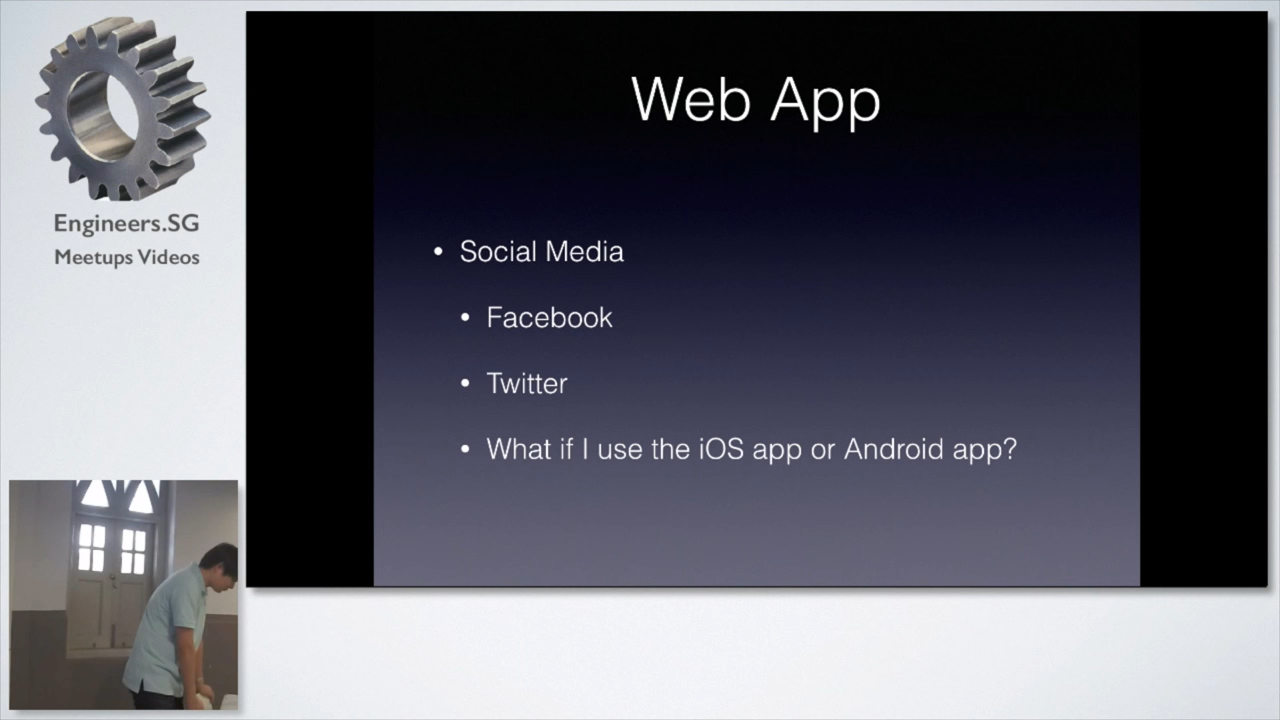 Engineers.SG
Meetups Videos
Web App
• Social Media
• Facebook
• Twitter
• What if I use the iOS app or Android app?